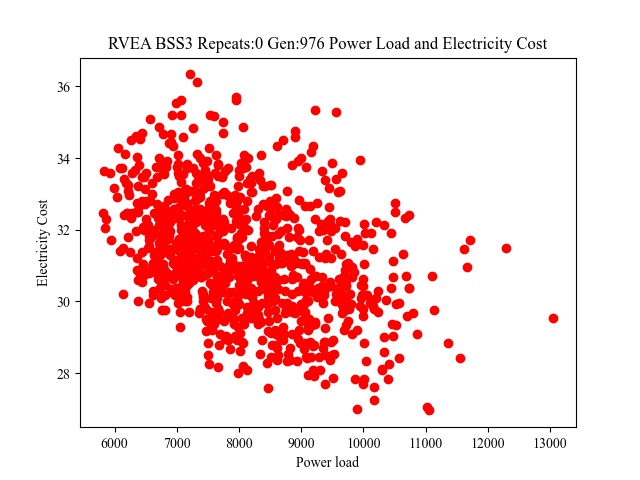 RVEA BSS3 Repeats:0 Gen:976 Power Load and Electricity Cost
Electricity Cost
36
34
32
30
28
6000 7000 8000 9000 10000 11000 12000 13000
Power load